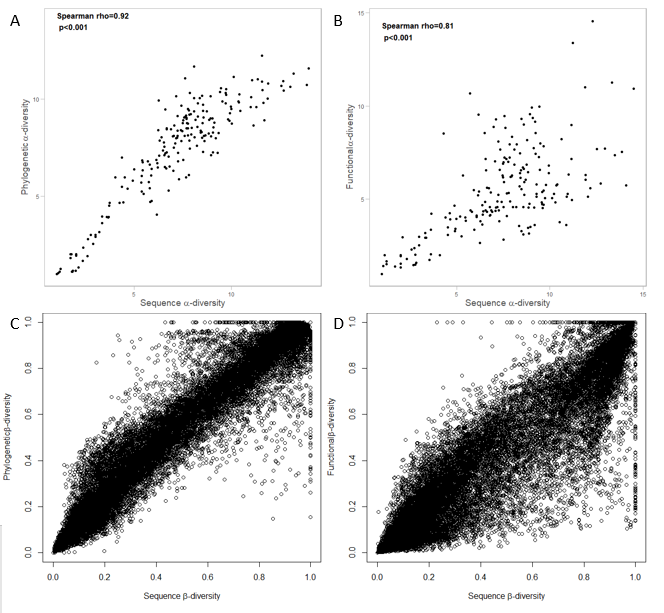 A
Spearman rho=0.92
p<0.001
Phylogenetic α-diversity
10
5
5
10
Sequence α-diversity
B
Spearman rho=0.81
p<0.001
Functionalα-diversity
15
10
5
5
10
15
Sequence α-diversity
C
Phylogeneticβ-diversity
1.0
0.8
0.6
0.4
0.2
0.0
0.0 0.2 0.4 0.6 0.8 1.0
Sequence β-diversity
D
Functionalβ-diversity
1.0
0.8
0.6
0.4
0.2
0.0
0.0 0.2 0.4 0.6 0.8 1.0
Sequence β-diversity